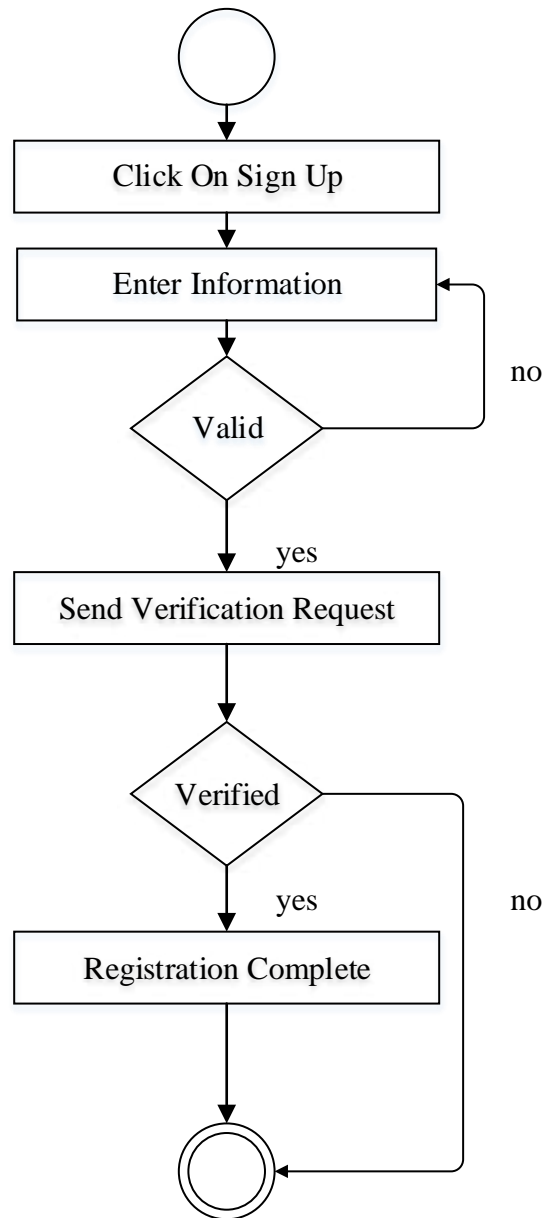 Click On Sign Up
Enter Information
no
Valid
yes
Send Verification Request
Verified
yes
no
Registration Complete